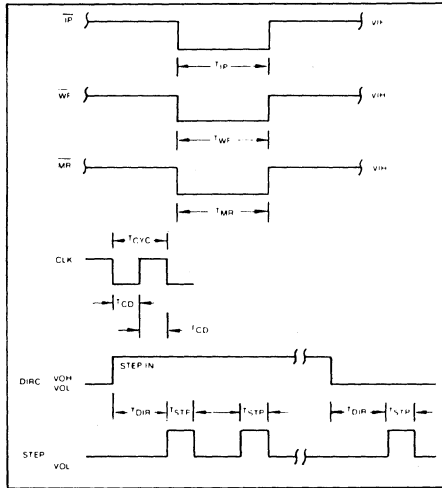 IP VIH
TIP
WF VIH
TWF
MR VIH
TMR
TCYC
CLK
TCD
TCD
STEP IN
DIRC VOH
VOL
TDIR TSTP TSTP TDIR TSTP
STEP
VOL